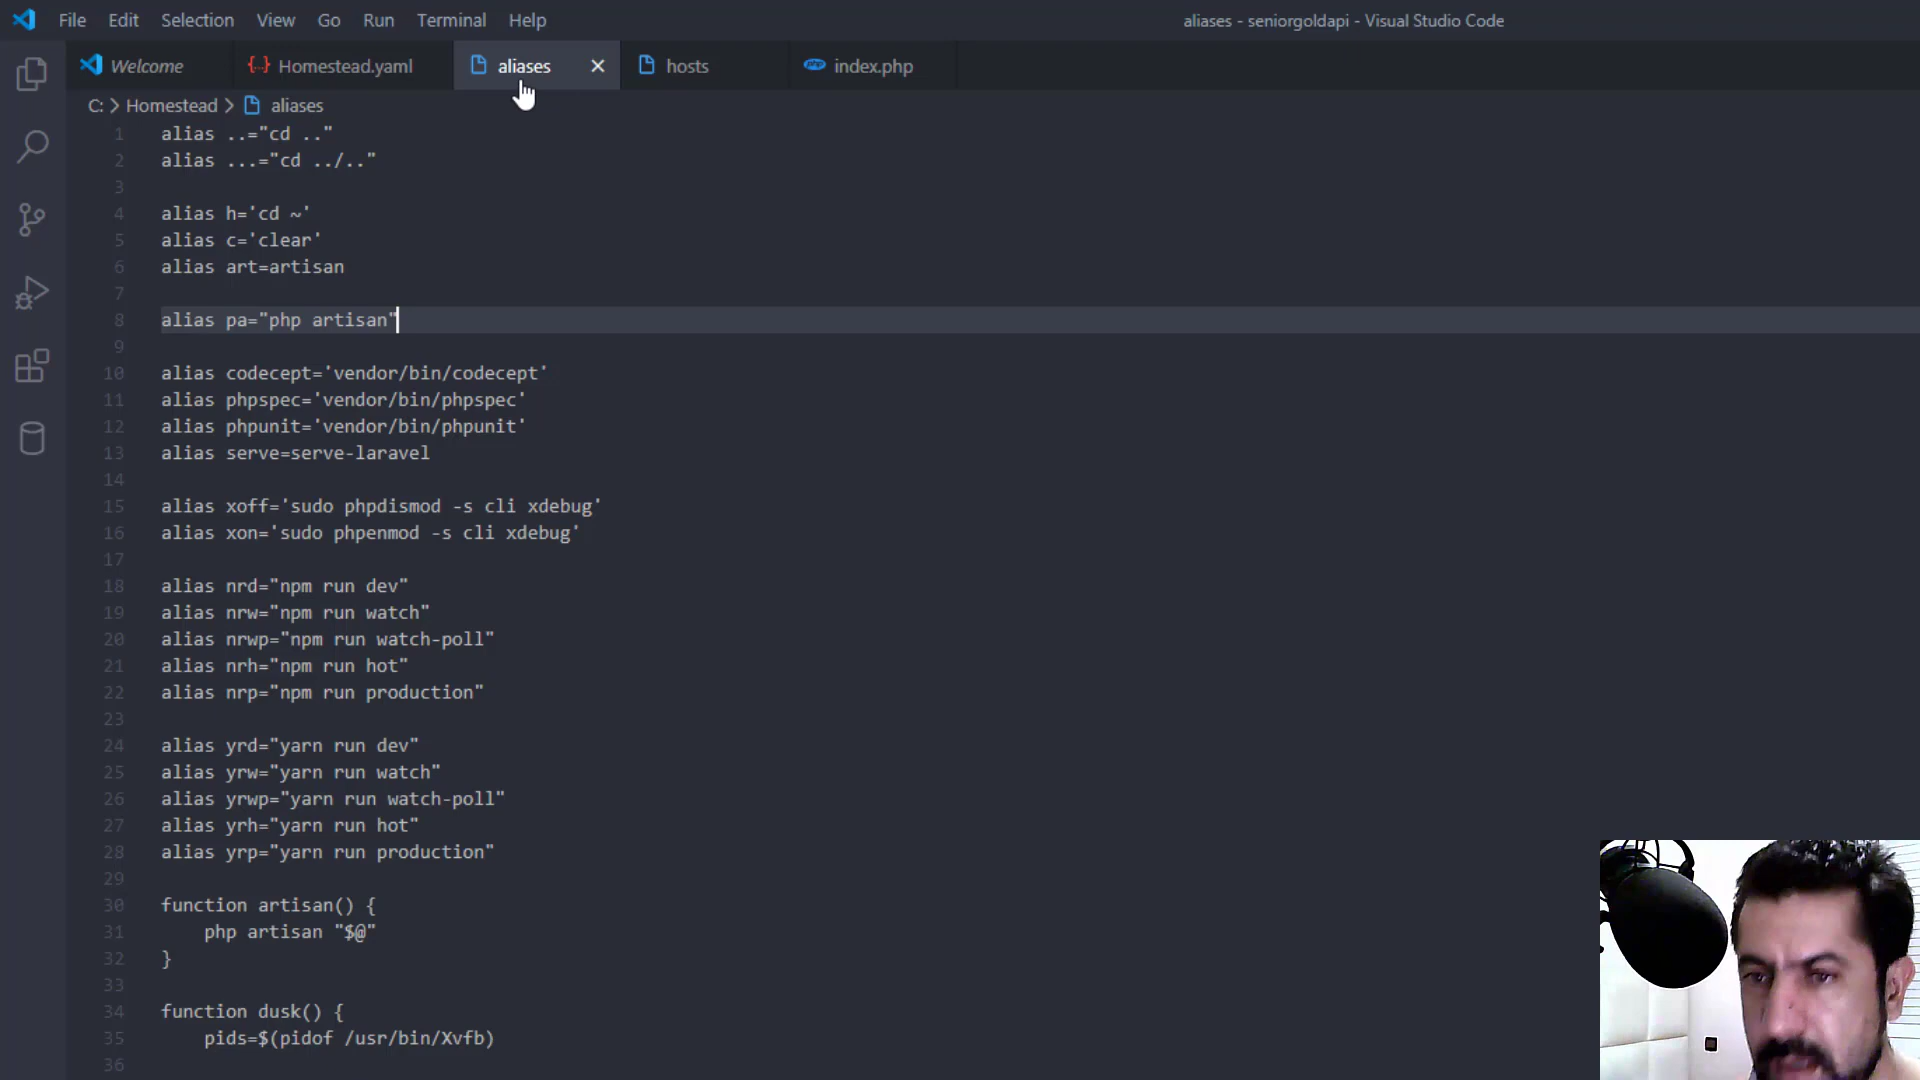 File Edit Selection View Go Run Terminal Help
aliases - seniorgoldapi - Visual Studio Code
Welcome
Homestead.yaml
aliases
hosts
index.php
C: > Homestead > aliases
1 alias ..="cd .."
2 alias ...="cd ../.."
3
4 alias h='cd ~'
5 alias c='clear'
6 alias art=artisan
7
8 alias pa="php artisan"
9
10 alias codecept='vendor/bin/codecept'
11 alias phpspec='vendor/bin/phpspec'
12 alias phpunit='vendor/bin/phpunit'
13 alias serve=serve-laravel
14
15 alias xoff='sudo phpdismod -s cli xdebug'
16 alias xon='sudo phpenmod -s cli xdebug'
17
18 alias nrd="npm run dev"
19 alias nrw="npm run watch"
20 alias nrwp="npm run watch-poll"
21 alias nrh="npm run hot"
22 alias nrp="npm run production"
23
24 alias yrd="yarn run dev"
25 alias yrw="yarn run watch"
26 alias yrwp="yarn run watch-poll"
27 alias yrh="yarn run hot"
28 alias yrp="yarn run production"
29
30 function artisan() {
31 php artisan "$@"
32 }
33
34 function dusk() {
35 pids=$(pidof /usr/bin/Xvfb)
36